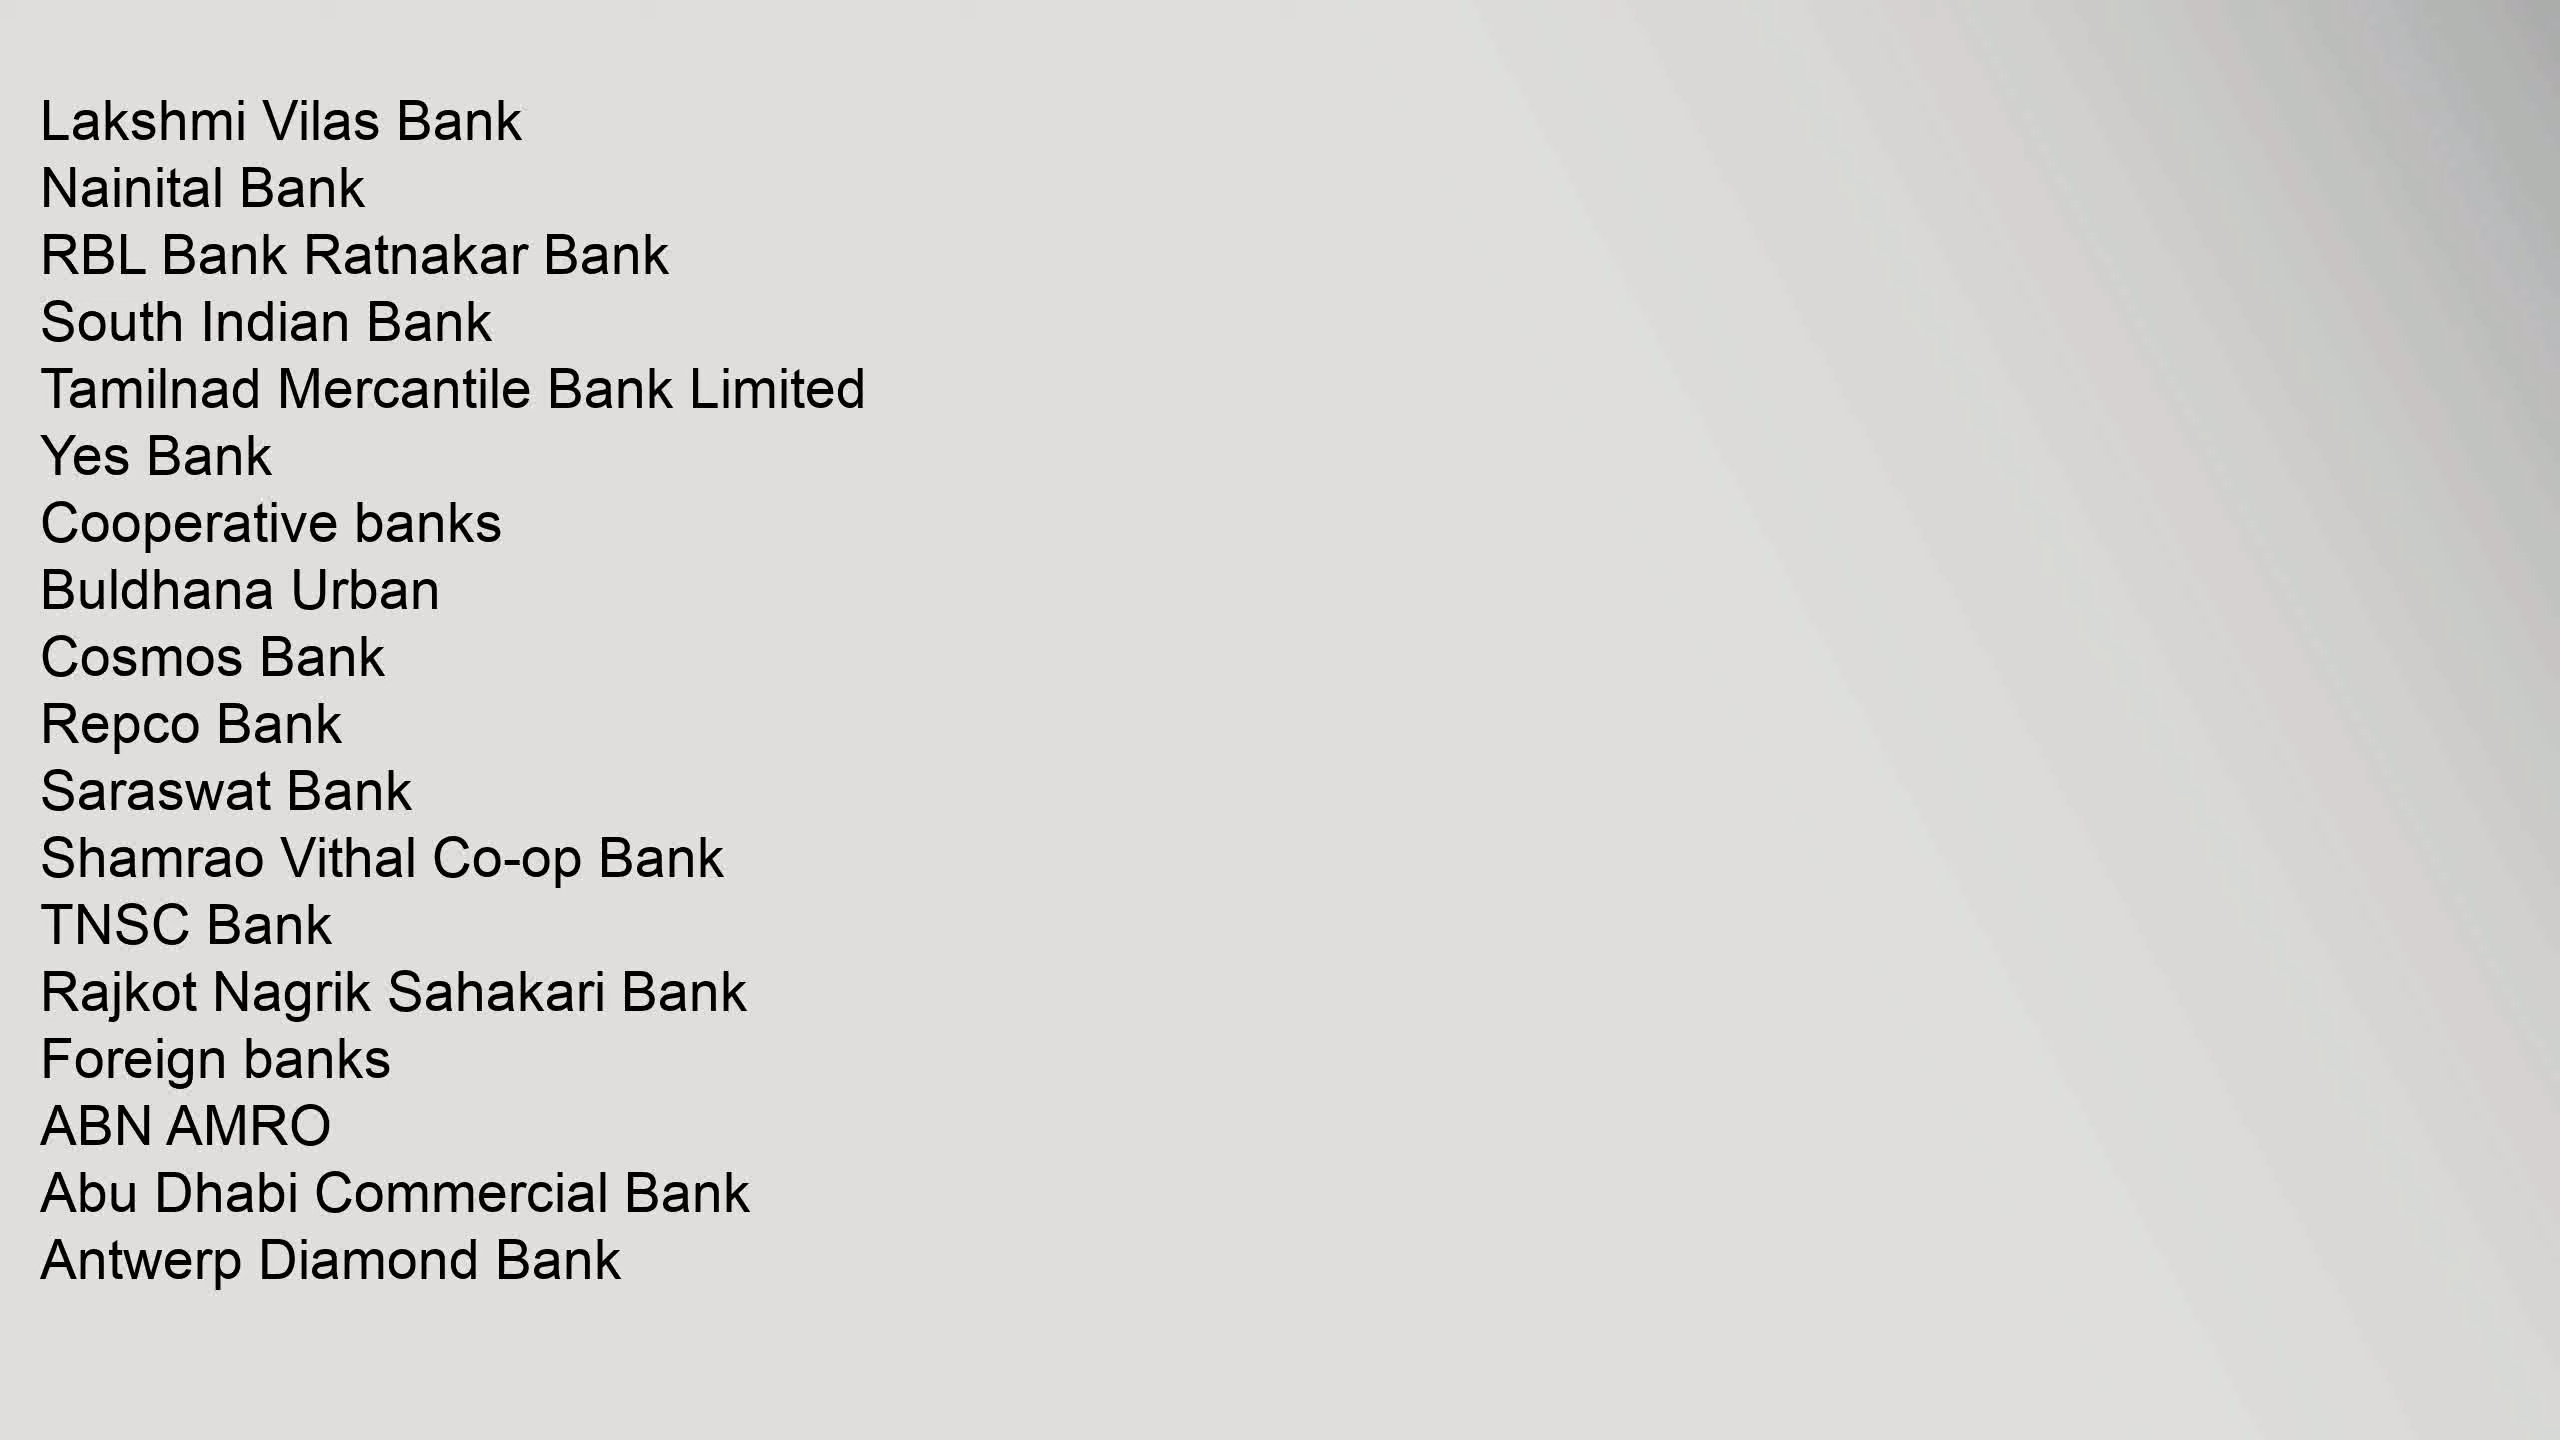 Lakshmi Vilas Bank
Nainital Bank
RBL Bank Ratnakar Bank
South Indian Bank
Tamilnad Mercantile Bank Limited
Yes Bank
Cooperative banks
Buldhana Urban
Cosmos Bank
Repco Bank
Saraswat Bank
Shamrao Vithal Co-op Bank
TNSC Bank
Rajkot Nagrik Sahakari Bank
Foreign banks
ABN AMRO
Abu Dhabi Commercial Bank
Antwerp Diamond Bank